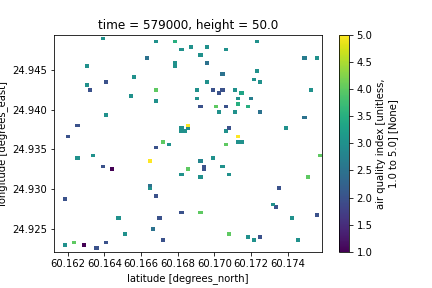 time = 579000, height = 50.0
24.945
24.940
24.935
24.930
24.925
longitude [degrees_east]
60.162 60.164 60.166 60.168 60.170 60.172 60.174
latitude [degrees_north]
5.0
4.5
4.0
3.5
3.0
2.5
2.0
1.5
1.0
air quality index [unitless,
1.0 to 5.0] [None]